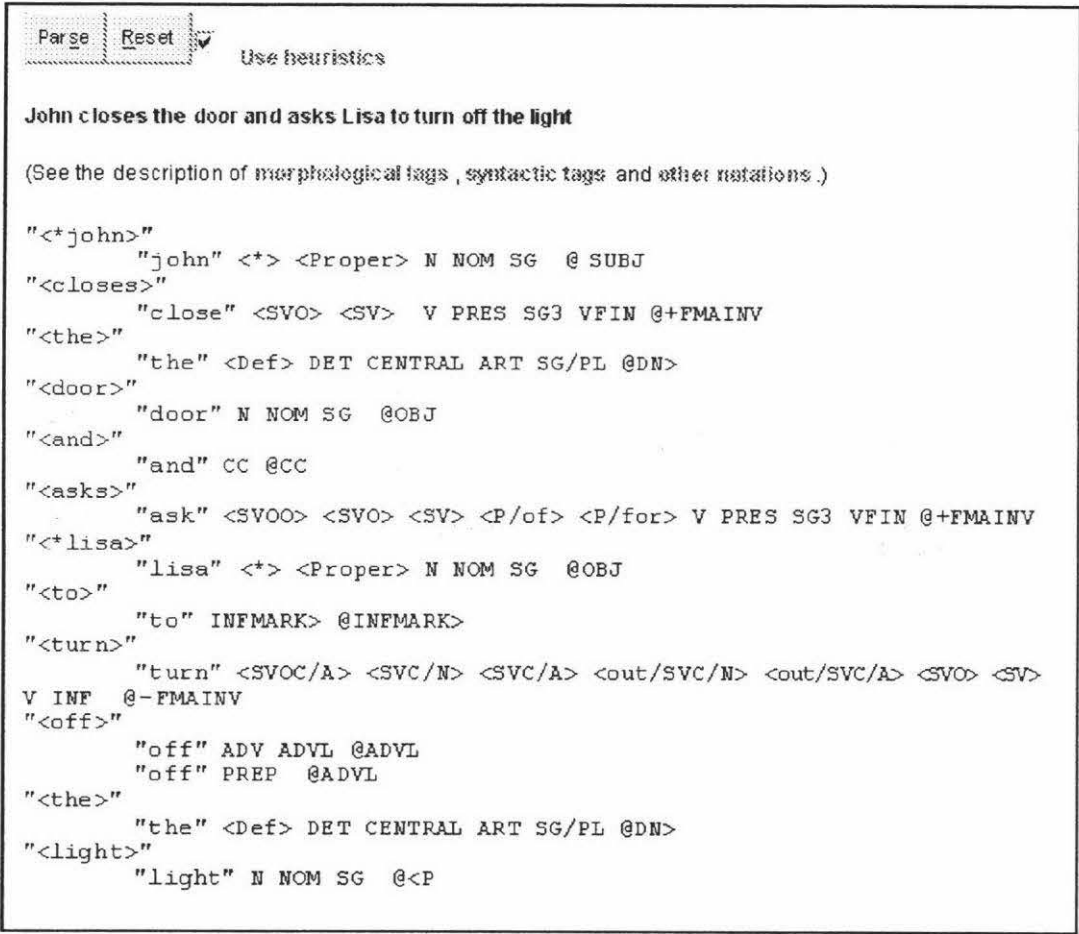 Parse Reset Use heuristics
John closes the door and asks Lisa to turn off the light
(See the description of morphological tags , syntactic tags and other notations .)
"<*john>"
"john" <*> <Proper> N NOM SG @SUBJ
"<closes>"
"close" <SVO> <SV> V PRES SG3 VFIN @+FMAINV
"<the>"
"the" <Def> DET CENTRAL ART SG/PL @DN>
"<door>"
"door" N NOM SG @OBJ
"<and>"
"and" CC @CC
"<asks>"
"ask" <SVOO> <SVO> <SV> <P/of> <P/for> V PRES SG3 VFIN @+FMAINV
"<*lisa>"
"lisa" <*> <Proper> N NOM SG @OBJ
"<to>"
"to" INFMARK> @INFMARK>
"<turn>"
"turn" <SVOC/A> <SVC/N> <SVC/A> <out/SVC/N> <out/SVC/A> <SVO> <SV>
V INF @-FMAINV
"<off>"
"off" ADV ADVL @ADVL
"off" PREP @ADVL
"<the>"
"the" <Def> DET CENTRAL ART SG/PL @DN>
"<light>"
"light" N NOM SG @<P